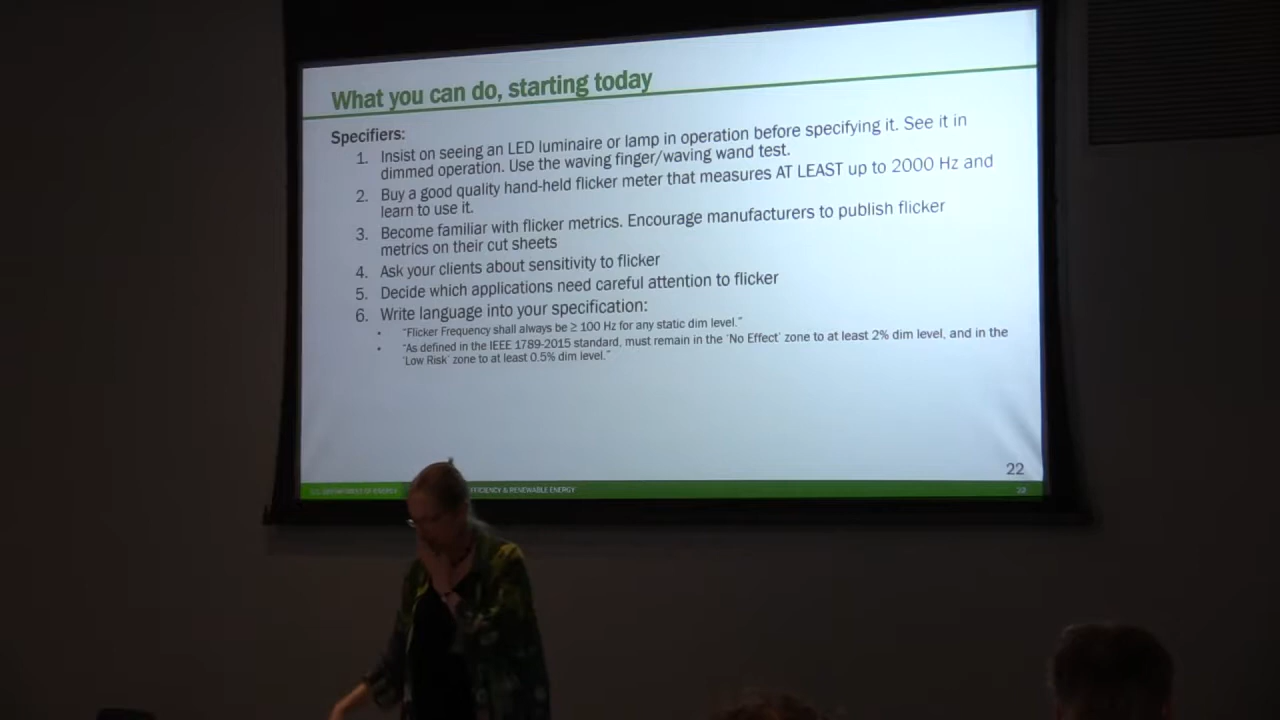 What you can do, starting today
Specifiers:
1. Insist on seeing an LED luminaire or lamp in operation before specifying it. See it in
dimmed operation. Use the waving finger/waving wand test.
2. Buy a good quality hand-held flicker meter that measures AT LEAST up to 2000 Hz and
learn to use it.
3. Become familiar with flicker metrics. Encourage manufacturers to publish flicker
metrics on their cut sheets
4. Ask your clients about sensitivity to flicker
5. Decide which applications need careful attention to flicker
6. Write language into your specification:
• “Flicker Frequency shall always be ≥ 100 Hz for any static dim level.”
• “As defined in the IEEE 1789-2015 standard, must remain in the ‘No Effect’ zone to at least 2% dim level, and in the
‘Low Risk’ zone to at least 0.5% dim level.”
22
U.S. DEPARTMENT OF ENERGY FICIENCY & RENEWABLE ENERGY 22